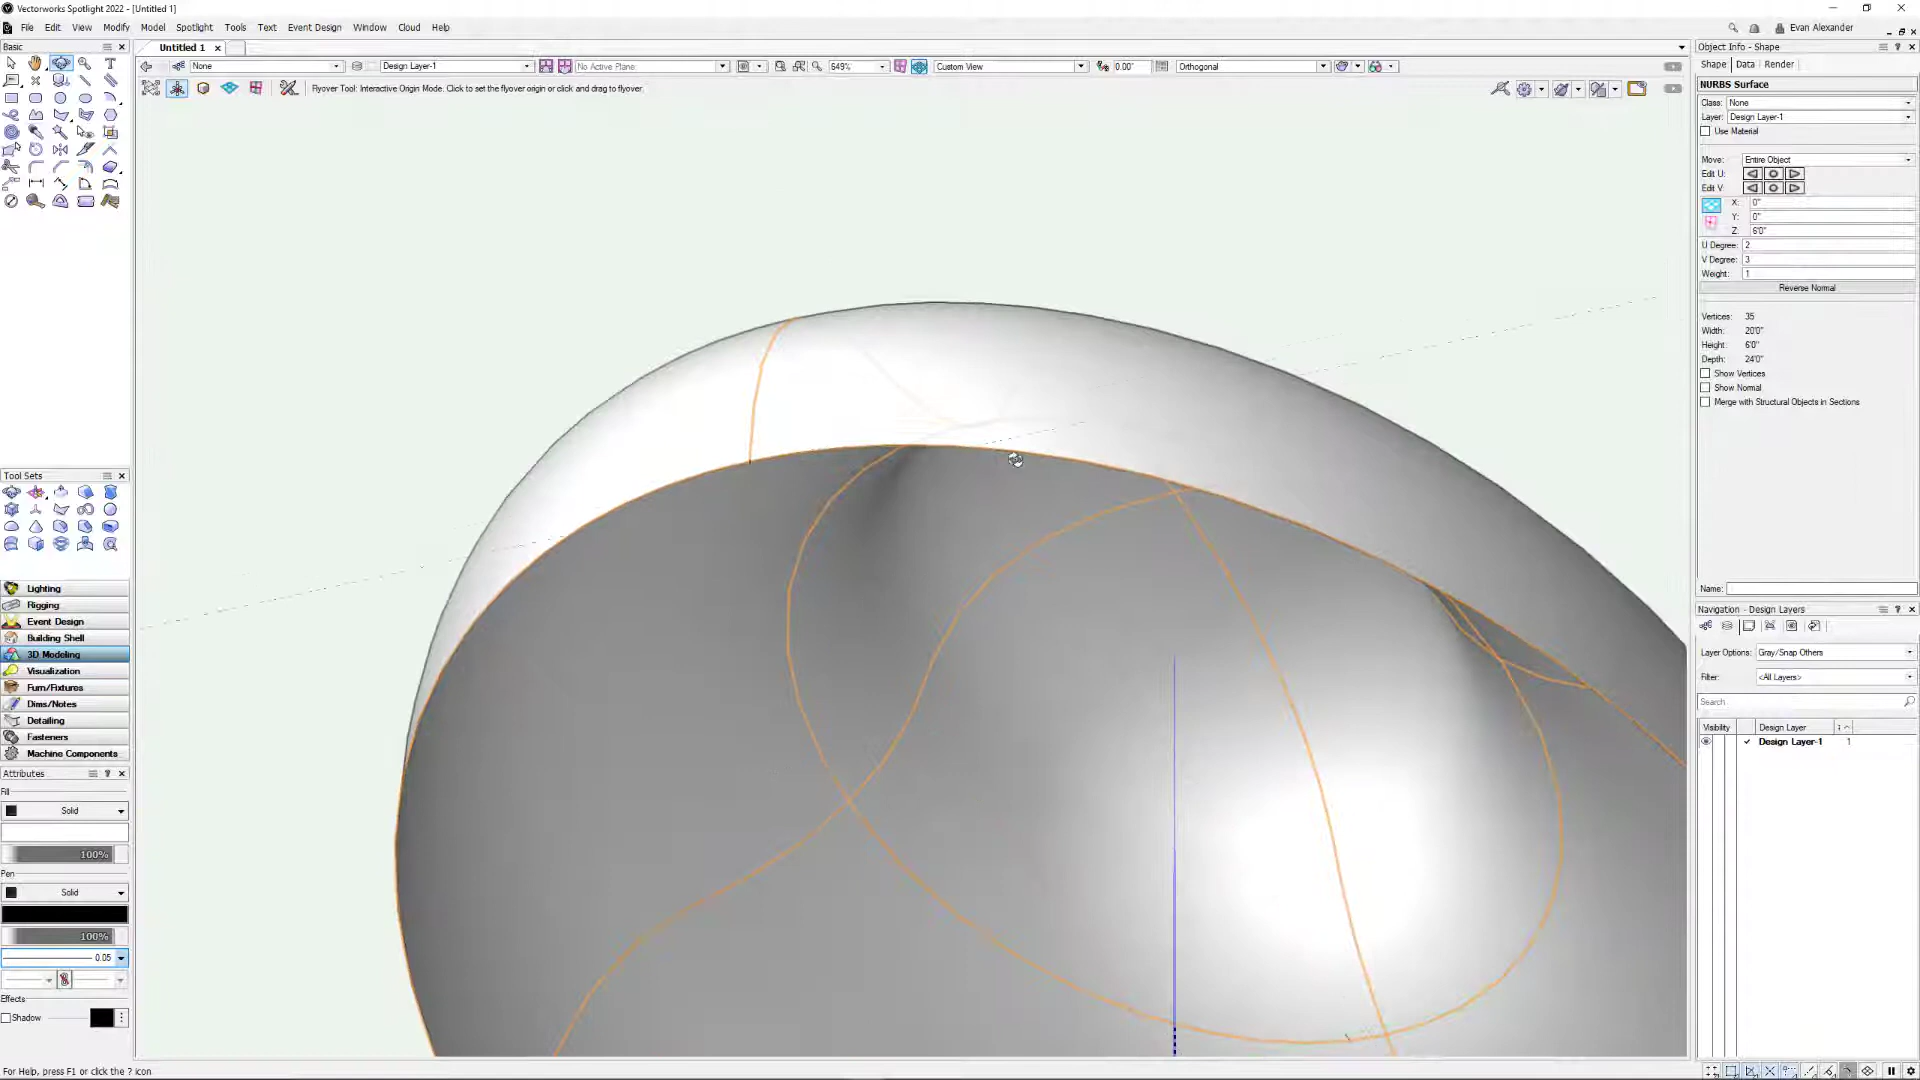 Vectorworks Spotlight 2022 - [Untitled 1]
File Edit View Modify Model Spotlight Tools Text Event Design Window Cloud Help
Evan Alexander
Basic
Untitled 1
None
Design Layer-1
No Active Plane
649%
Custom View
0.00°
Orthogonal
Flyover Tool: Interactive Origin Mode. Click to set the flyover origin or click and drag to flyover.
Tool Sets
Lighting
Rigging
Event Design
Building Shell
3D Modeling
Visualization
Furn/Fixtures
Dims/Notes
Detailing
Fasteners
Machine Components
Attributes
Fill
Solid
100%
Pen
Solid
100%
0.05
Effects
Shadow
For Help, press F1 or click the ? icon
Object Info - Shape
Shape Data Render
NURBS Surface
Class: None
Layer: Design Layer-1
Use Material
Move: Entire Object
Edit U:
Edit V:
X: 0"
Y: 0"
Z: 6'0"
U Degree: 2
V Degree: 3
Weight: 1
Reverse Normal
Vertices: 35
Width: 20'0"
Height: 6'0"
Depth: 24'0"
Show Vertices
Show Normal
Merge with Structural Objects in Sections
Name:
Navigation - Design Layers
Layer Options: Gray/Snap Others
Filter: <All Layers>
Search
Visibility Design Layer
Design Layer-1 1